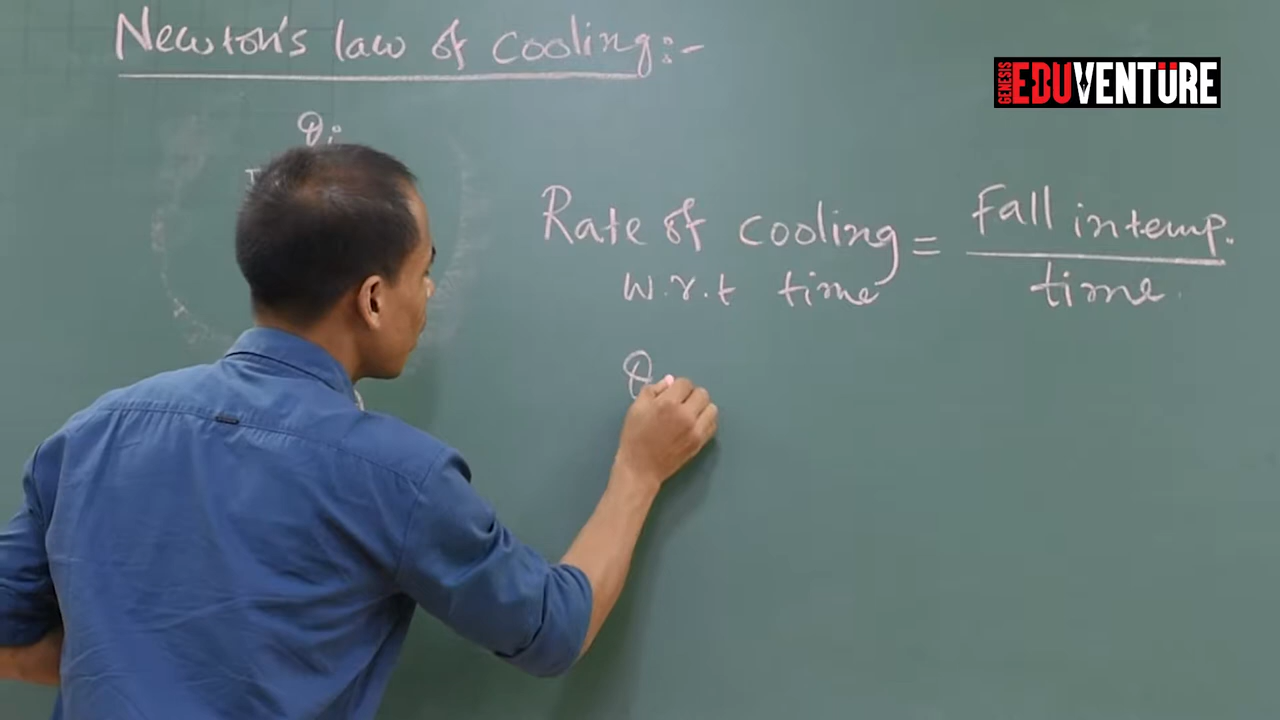 Newton's law of cooling:-
GENESIS EDUVENTURE
θi
T
Rate of cooling = Fall in temp.
w.r.t time time.
θ